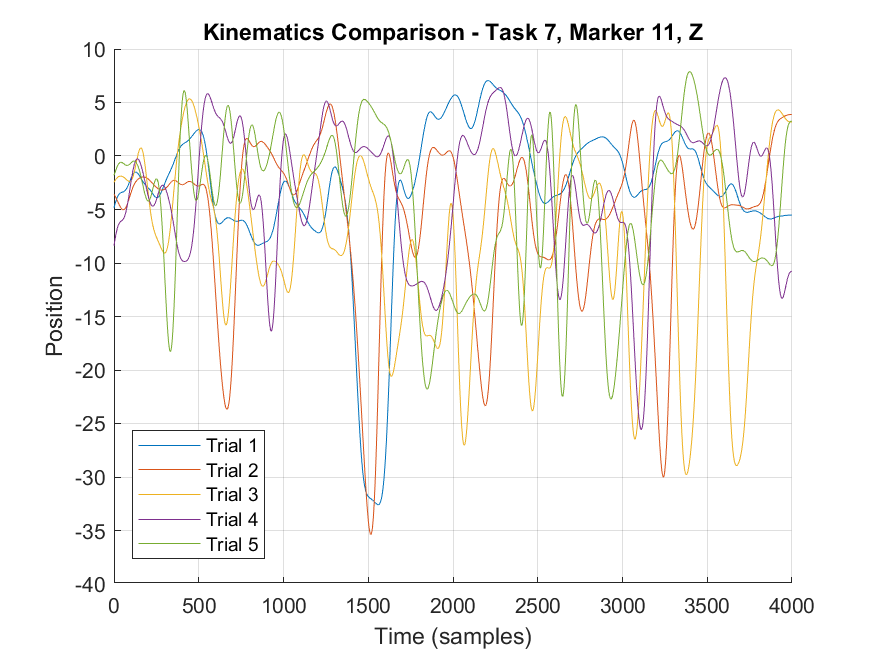 Kinematics Comparison - Task 7, Marker 11, Z
10
5
0
-5
-10
-15
-20
-25
-30
-35
-40
Position
Trial 1
Trial 2
Trial 3
Trial 4
Trial 5
0 500 1000 1500 2000 2500 3000 3500 4000
Time (samples)